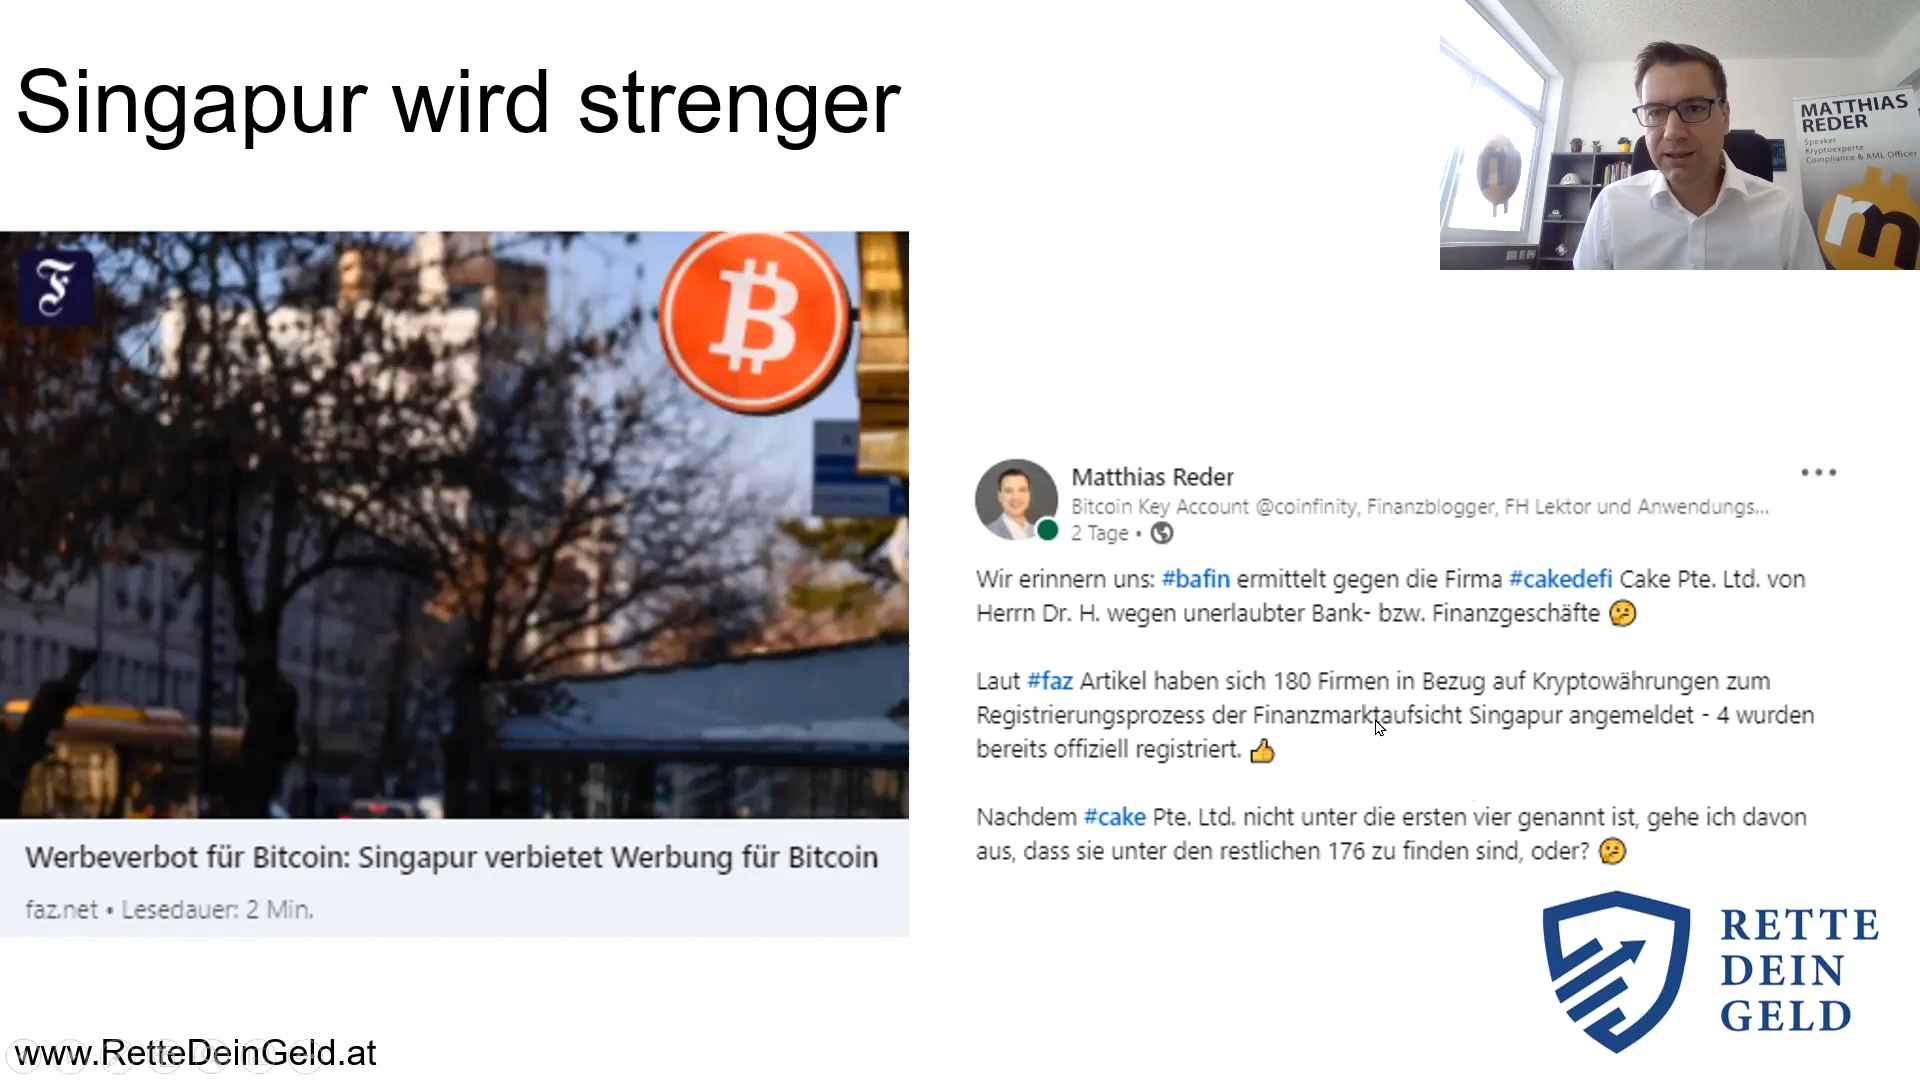 Singapur wird strenger
MATTHIAS
REDER
Speaker
Kryptoexperte
Compliance & AML Officer
Werbeverbot für Bitcoin: Singapur verbietet Werbung für Bitcoin
faz.net • Lesedauer: 2 Min.
Matthias Reder
Bitcoin Key Account @coinfinity, Finanzblogger, FH Lektor und Anwendungs...
2 Tage •
Wir erinnern uns: #bafin ermittelt gegen die Firma #cakedefi Cake Pte. Ltd. von
Herrn Dr. H. wegen unerlaubter Bank- bzw. Finanzgeschäfte 🫤
Laut #faz Artikel haben sich 180 Firmen in Bezug auf Kryptowährungen zum
Registrierungsprozess der Finanzmarktaufsicht Singapur angemeldet - 4 wurden
bereits offiziell registriert. 👍
Nachdem #cake Pte. Ltd. nicht unter die ersten vier genannt ist, gehe ich davon
aus, dass sie unter den restlichen 176 zu finden sind, oder? 🫤
RETTE
DEIN
GELD
www.RetteDeinGeld.at